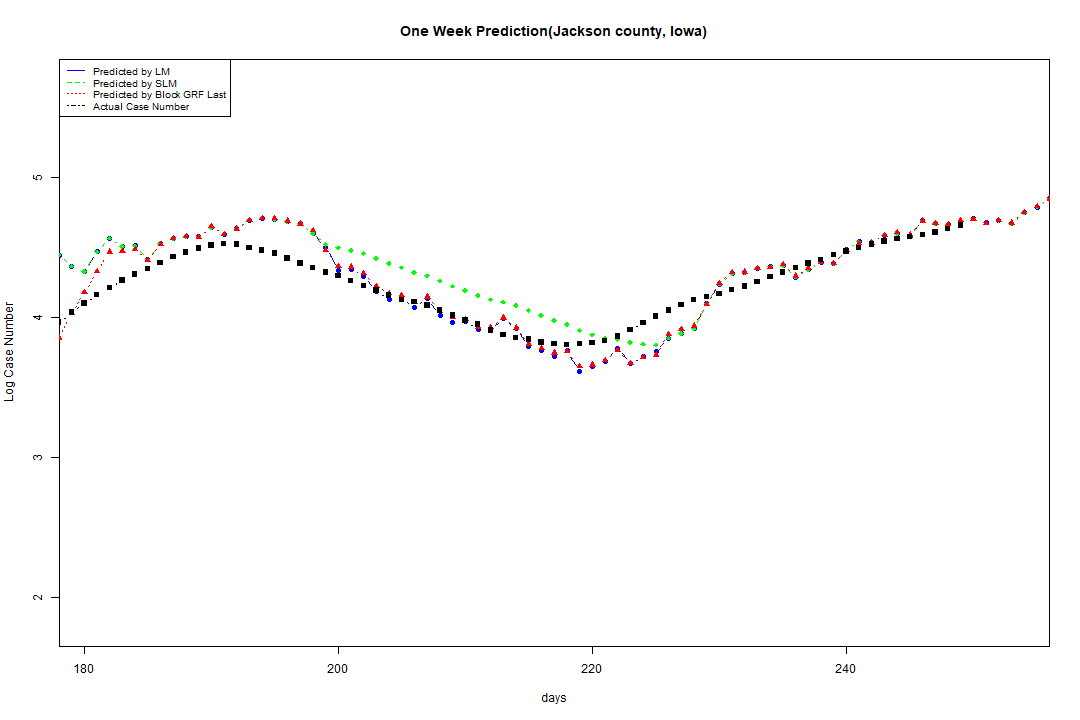 One Week Prediction(Jackson county, Iowa)
Predicted by LM
Predicted by SLM
Predicted by Block GRF Last
Actual Case Number
5
4
3
2
Log Case Number
180 200 220 240
days